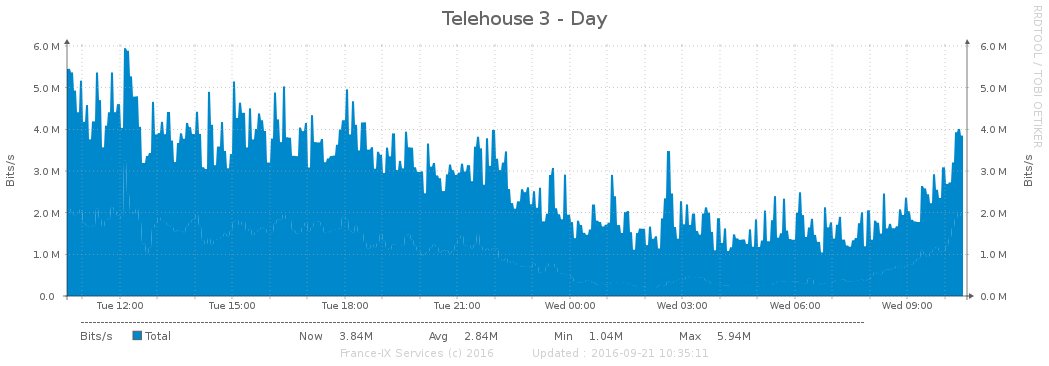 Telehouse 3 - Day
RRDTOOL / TOBI OETIKER
Bits/s
Bits/s
6.0 M 6.0 M
5.0 M 5.0 M
4.0 M 4.0 M
3.0 M 3.0 M
2.0 M 2.0 M
1.0 M 1.0 M
0.0 0.0 M
Tue 12:00 Tue 15:00 Tue 18:00 Tue 21:00 Wed 00:00 Wed 03:00 Wed 06:00 Wed 09:00
Bits/s Total Now 3.84M Avg 2.84M Min 1.04M Max 5.94M
France-IX Services (c) 2016 Updated : 2016-09-21 10:35:11